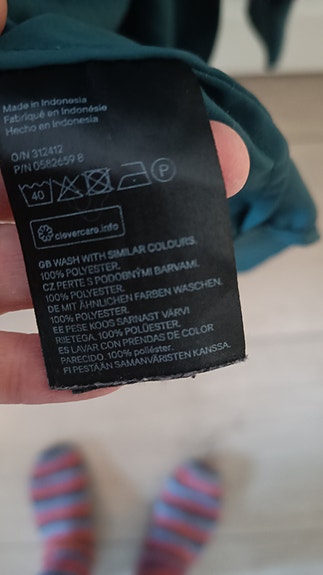 Made in Indonesia
Fabriqué en Indonésie
Hecho en Indonesia
O/N 312412
P/N 0582659 8
40
P
clevercare.info
GB WASH WITH SIMILAR COLOURS.
100% POLYESTER.
CZ PERTE S PODOBNÝMI BARVAMI.
100% POLYESTER.
DE MIT ÄHNLICHEN FARBEN WASCHEN.
100% POLYESTER.
EE PESE KOOS SARNAST VÄRVI
RIIETEGA. 100% POLÜESTER.
ES LAVAR CON PRENDAS DE COLOR
PARECIDO. 100% poliéster.
FI PESTÄÄN SAMANVÄRISTEN KANSSA.